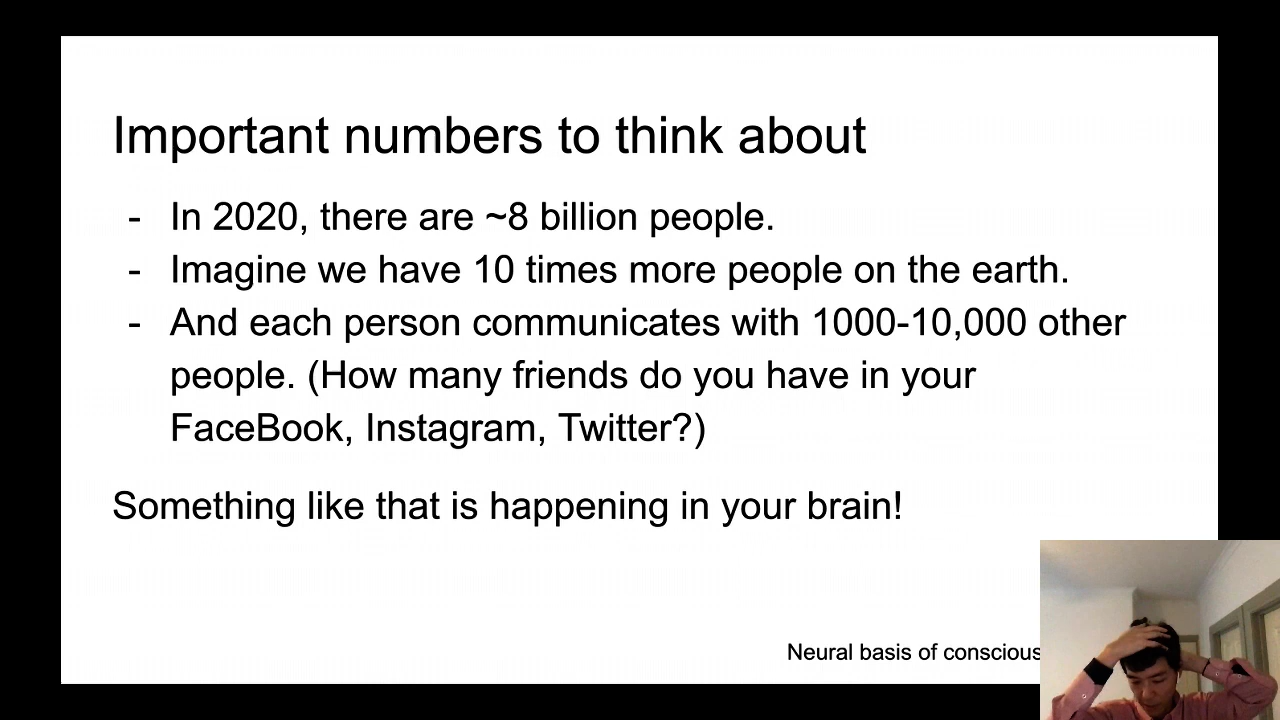 Important numbers to think about
- In 2020, there are ~8 billion people.
- Imagine we have 10 times more people on the earth.
- And each person communicates with 1000-10,000 other
people. (How many friends do you have in your
FaceBook, Instagram, Twitter?)
Something like that is happening in your brain!
Neural basis of conscious